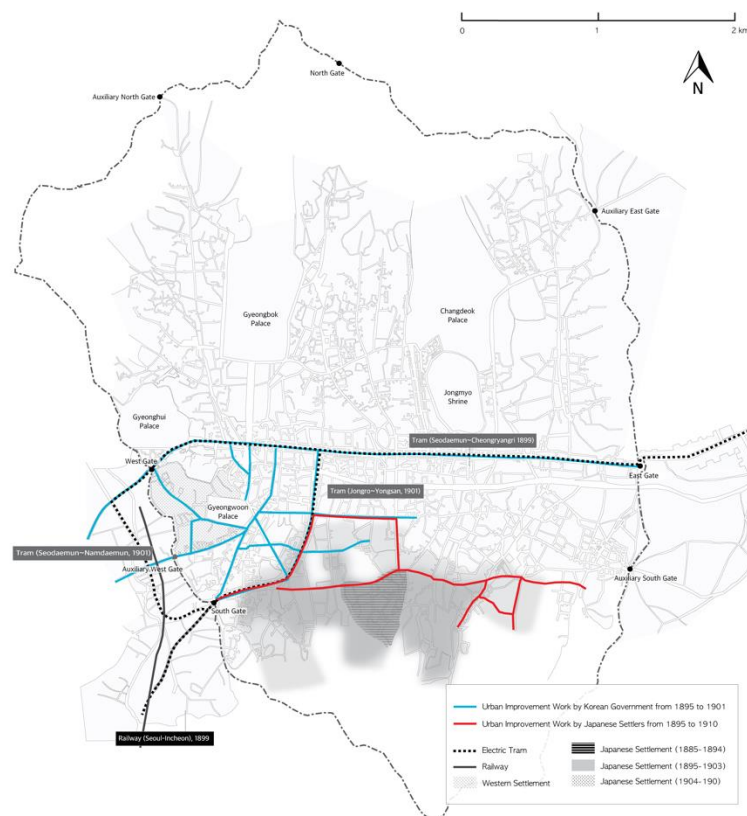 0
1
2 km
N
North Gate
Auxiliary North Gate
Auxiliary East Gate
Gyeongbok
Palace
Changdeok
Palace
Jongmyo
Shrine
Gyeonghui
Palace
Tram (Seodaemun–Cheongryangri 1899)
West Gate
East Gate
Tram (Jongro–Yongsan, 1901)
Gyeongwoon
Palace
Tram (Seodaemun–Namdaemun, 1901)
Auxiliary West Gate
Auxiliary South Gate
South Gate
Railway (Seoul-Incheon), 1899
Urban Improvement Work by Korean Government from 1895 to 1901
Urban Improvement Work by Japanese Settlers from 1895 to 1910
Electric Tram
Railway
Western Settlement
Japanese Settlement (1885-1894)
Japanese Settlement (1895-1903)
Japanese Settlement (1904-190)